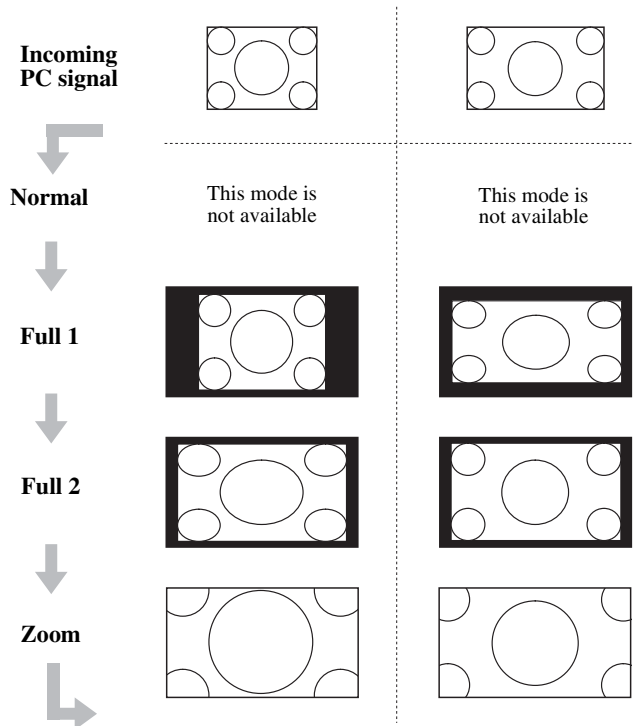 Incoming
PC signal
Normal
This mode is
not available
This mode is
not available
Full 1
Full 2
Zoom